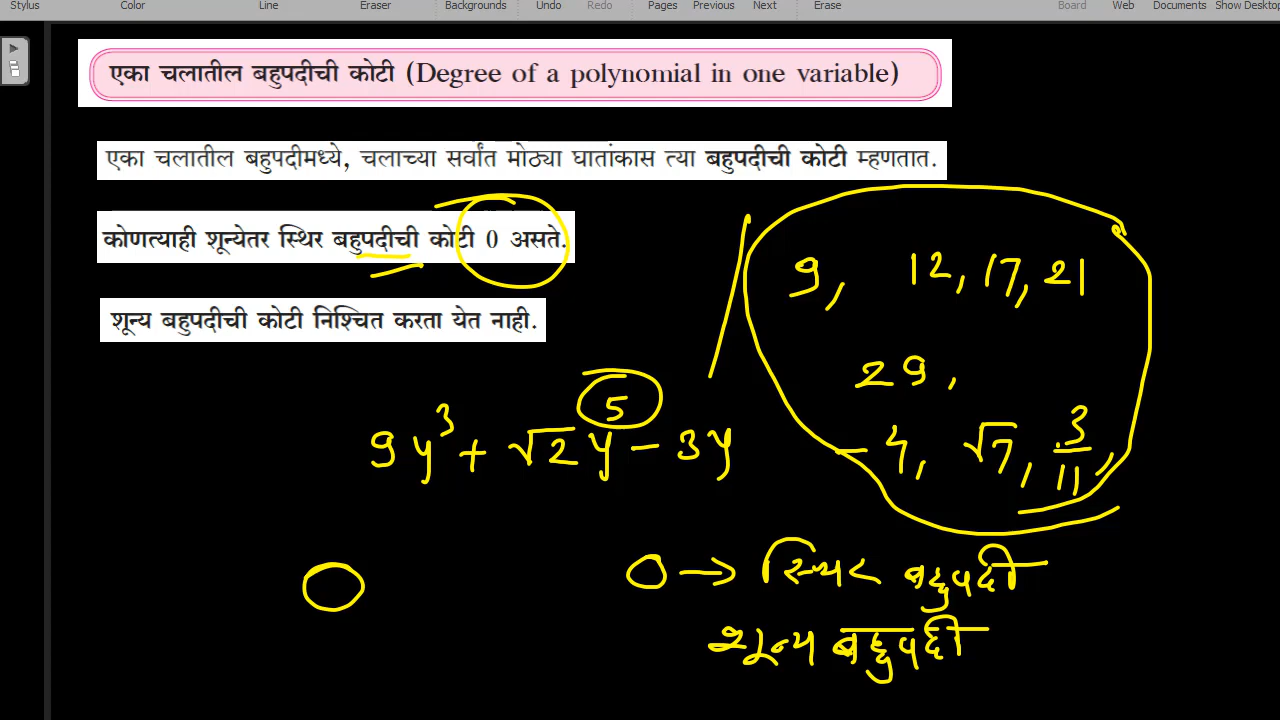 Stylus Color Line Eraser Backgrounds Undo Redo Pages Previous Next Erase Board Web Documents Show Desktop
एका चलातील बहुपदीची कोटी (Degree of a polynomial in one variable)
एका चलातील बहुपदीमध्ये, चलाच्या सर्वांत मोठ्या घातांकास त्या बहुपदीची कोटी म्हणतात.
कोणत्याही शून्येतर स्थिर बहुपदीची कोटी 0 असते.
9, 12, 17, 21
शून्य बहुपदीची कोटी निश्चित करता येत नाही.
29,
9y³ + √2y⁵ − 3y
−4, √7, 3/11,
0 → स्थिर बहुपदी
0
शून्य बहुपदी